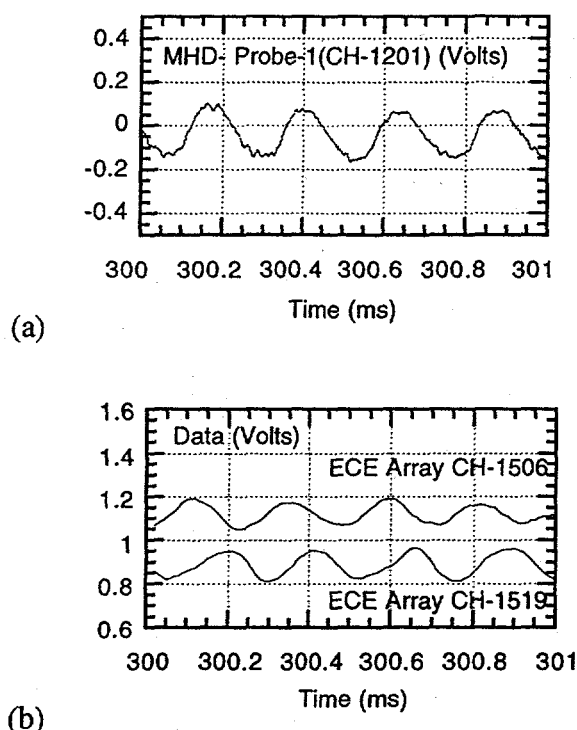 0.4
MHD- Probe-1(CH-1201) (Volts)
0.2
0
-0.2
-0.4
300 300.2 300.4 300.6 300.8 301
Time (ms)
(a)
1.6
Data (Volts)
1.4
ECE Array CH-1506
1.2
1
0.8
ECE Array CH-1519
0.6
300 300.2 300.4 300.6 300.8 301
Time (ms)
(b)